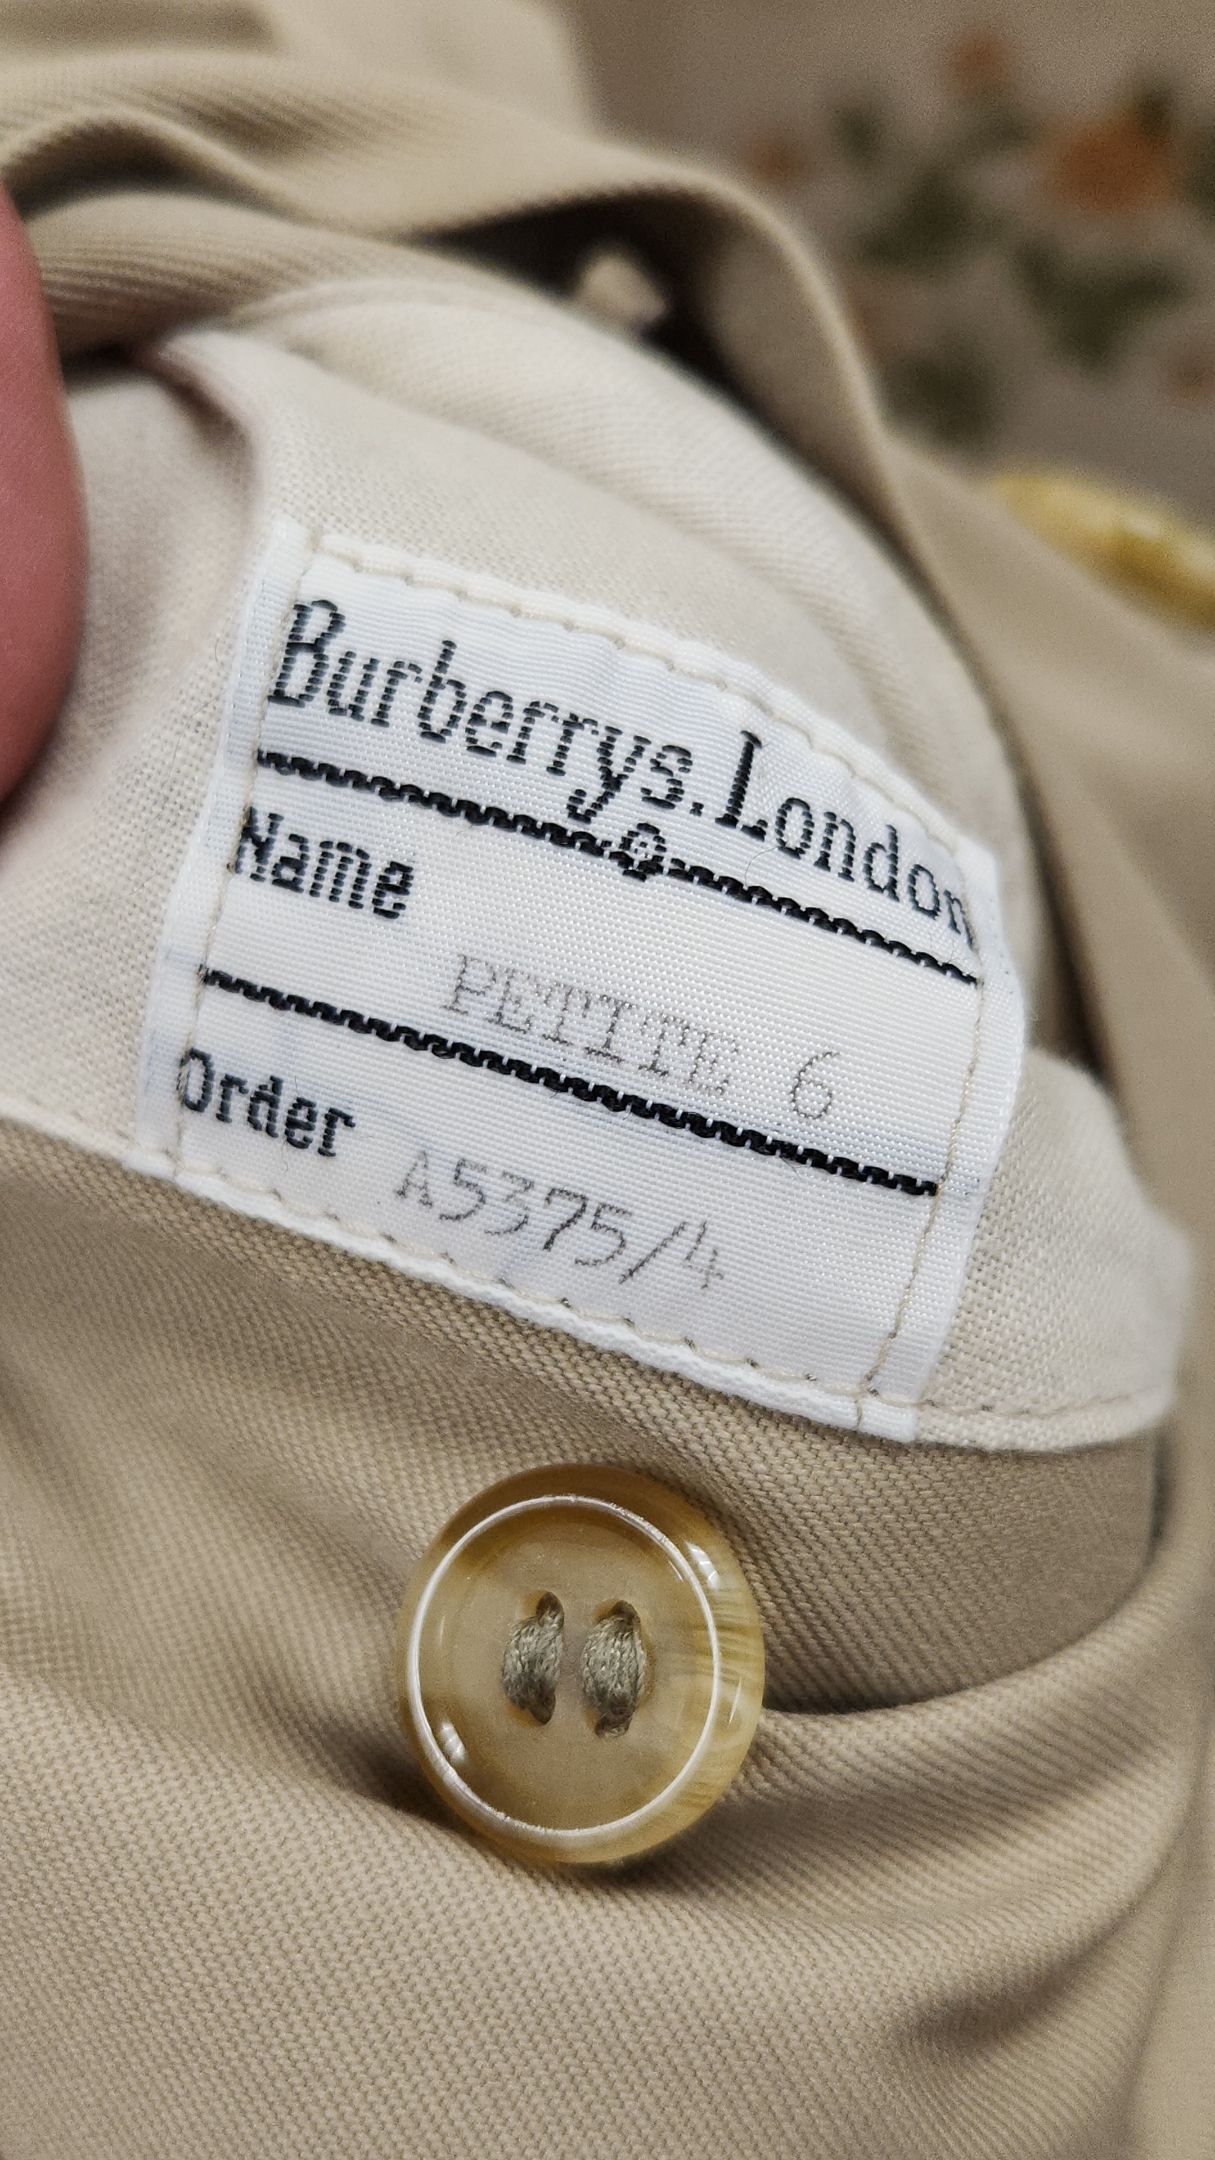 Burberrys.London
Name
PETITE 6
Order
A5375/4